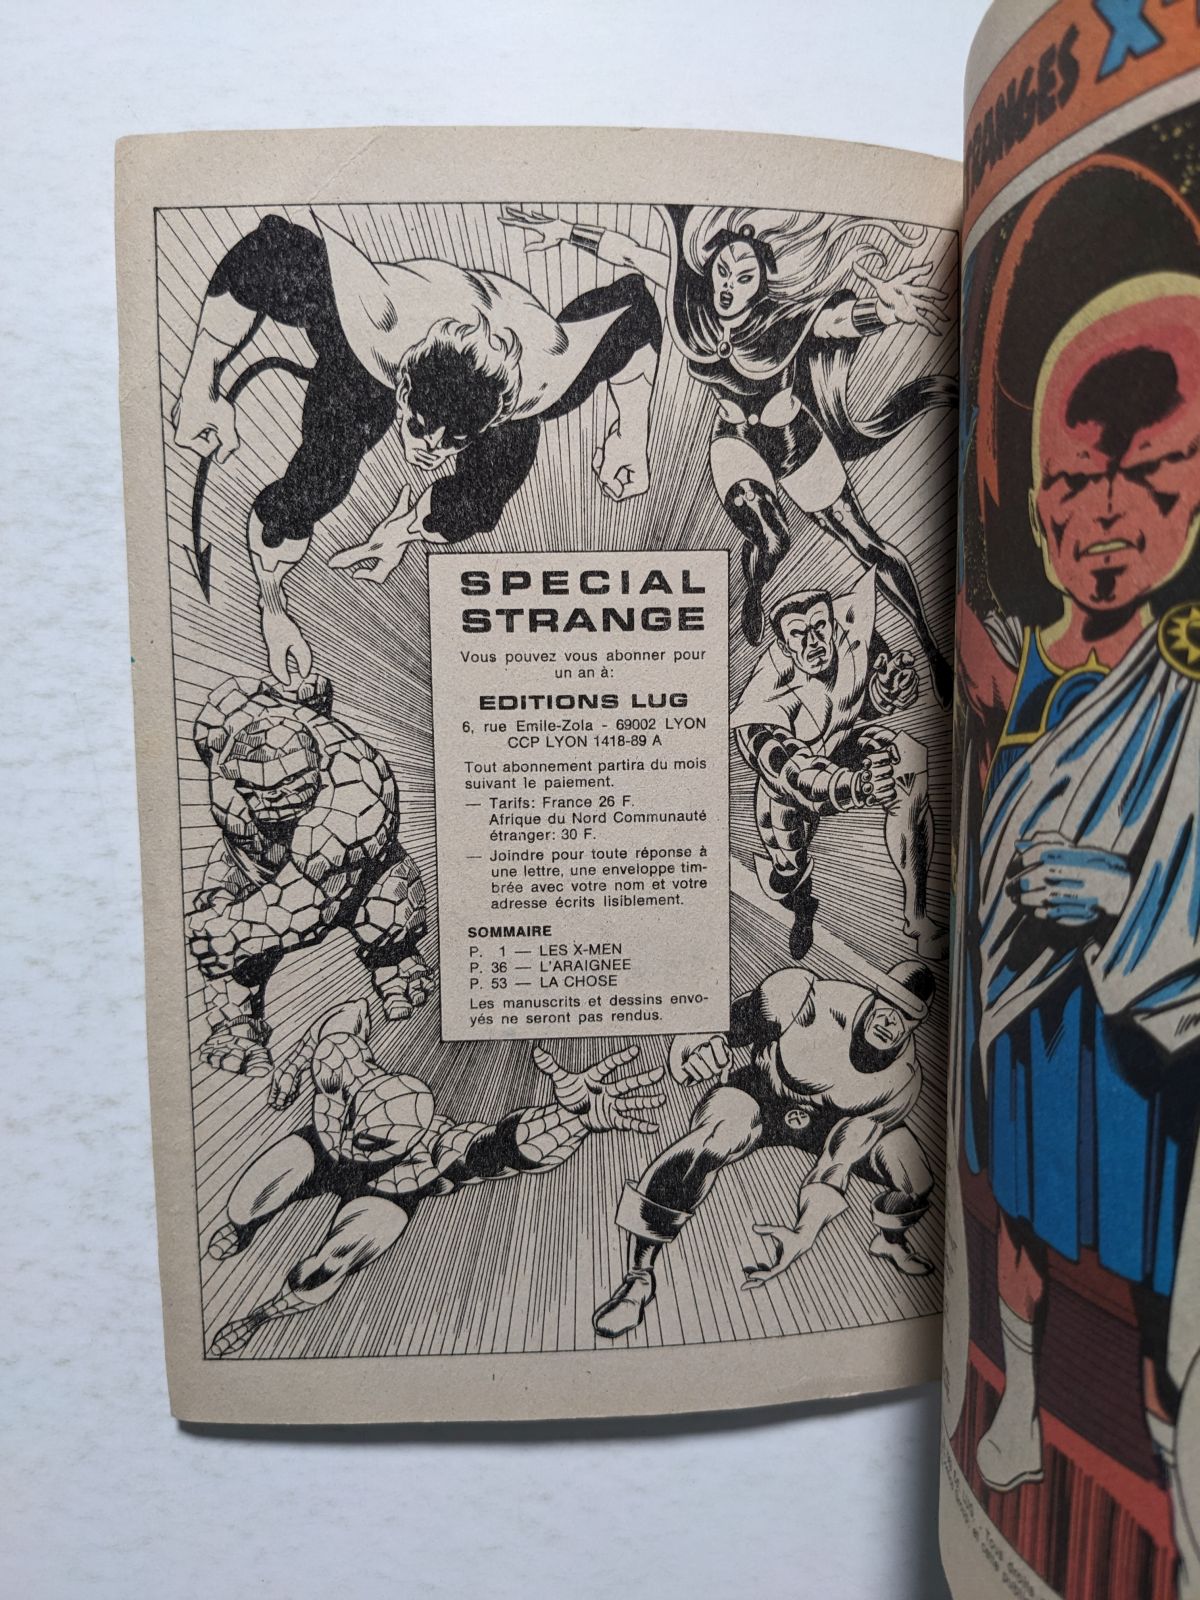 SPECIAL
STRANGE
Vous pouvez vous abonner pour
un an à:
EDITIONS LUG
6, rue Emile-Zola - 69002 LYON
CCP LYON 1418-89 A
Tout abonnement partira du mois
suivant le paiement.
— Tarifs: France 26 F.
Afrique du Nord Communauté
étranger: 30 F.
— Joindre pour toute réponse à
une lettre, une enveloppe tim-
brée avec votre nom et votre
adresse écrits lisiblement.
SOMMAIRE
P. 1 — LES X-MEN
P. 36 — L'ARAIGNEE
P. 53 — LA CHOSE
Les manuscrits et dessins envo-
yés ne seront pas rendus.